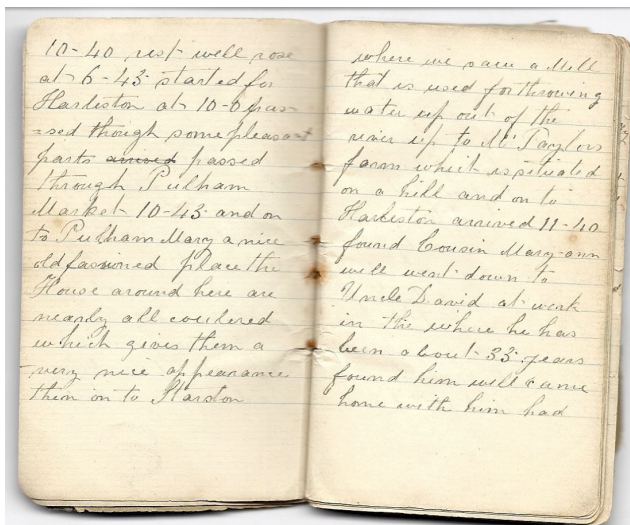 10-40 rest well rose
at 6-45 started for
Harleston at 10-0 pas-
=sed though some pleasant
parts arrived passed
through Pulham
Market 10-45 and on
to Pulham Mary a nice
old fasioned place the
House around here are
nearly all coulered
which gives them a
very nice appearance
then on to Starston
where we saw a Mill
that is used for throwing
water up out of the
river up to Mr Taylors
farm which is situated
on a hill and on to
Harleston arrived 11-40
found Cousin Mary-ann
well went down to
Uncle David at work
in the where he has
been about 33 years
found him well came
home with him had